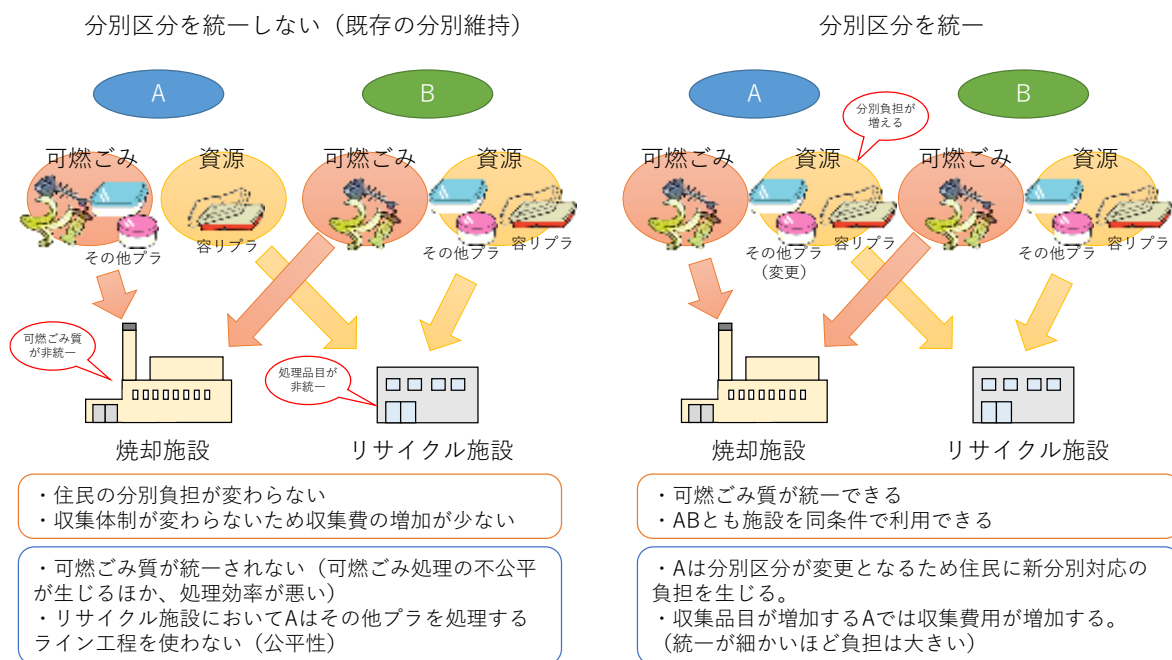 分別区分を統一しない（既存の分別維持）
A
B
可燃ごみ
資源
可燃ごみ
資源
その他プラ
容リプラ
その他プラ
容リプラ
可燃ごみ質
が非統一
処理品目が
非統一
焼却施設
リサイクル施設
・住民の分別負担が変わらない
・収集体制が変わらないため収集費の増加が少ない
・可燃ごみ質が統一されない（可燃ごみ処理の不公平
が生じるほか、処理効率が悪い）
・リサイクル施設においてAはその他プラを処理する
ライン工程を使わない（公平性）
分別区分を統一
A
B
分別負担が
増える
可燃ごみ
資源
可燃ごみ
資源
その他プラ
（変更）
容リプラ
その他プラ
容リプラ
焼却施設
リサイクル施設
・可燃ごみ質が統一できる
・ABとも施設を同条件で利用できる
・Aは分別区分が変更となるため住民に新分別対応の
負担を生じる。
・収集品目が増加するAでは収集費用が増加する。
（統一が細かいほど負担は大きい）